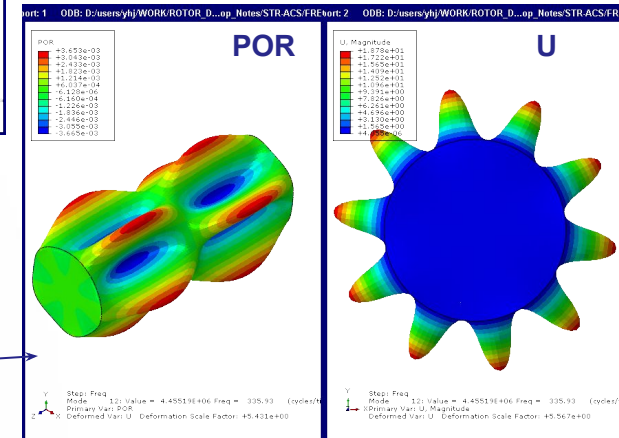 port: 1 ODB: D:/users/yhj/WORK/ROTOR_D...op_Notes/STR-ACS/FRE
port: 2 ODB: D:/users/yhj/WORK/ROTOR_D...op_Notes/STR-ACS/FR
POR
POR
+3.653e-03
+3.043e-03
+2.433e-03
+1.823e-03
+1.214e-03
+6.037e-04
-6.128e-06
-6.160e-04
-1.226e-03
-1.836e-03
-2.446e-03
-3.055e-03
-3.665e-03
U
U, Magnitude
+1.878e+01
+1.722e+01
+1.565e+01
+1.409e+01
+1.252e+01
+1.096e+01
+9.391e+00
+7.826e+00
+6.261e+00
+4.696e+00
+3.130e+00
+1.565e+00
Y
Z X
Step: Freq
Mode 12: Value = 4.45519E+06 Freq = 335.93 (cycles/ti
Primary Var: POR
Deformed Var: U Deformation Scale Factor: +5.431e+00
Y
X
Step: Freq
Mode 12: Value = 4.45519E+06 Freq = 335.93 (cycles/
Primary Var: U, Magnitude
Deformed Var: U Deformation Scale Factor: +5.567e+00